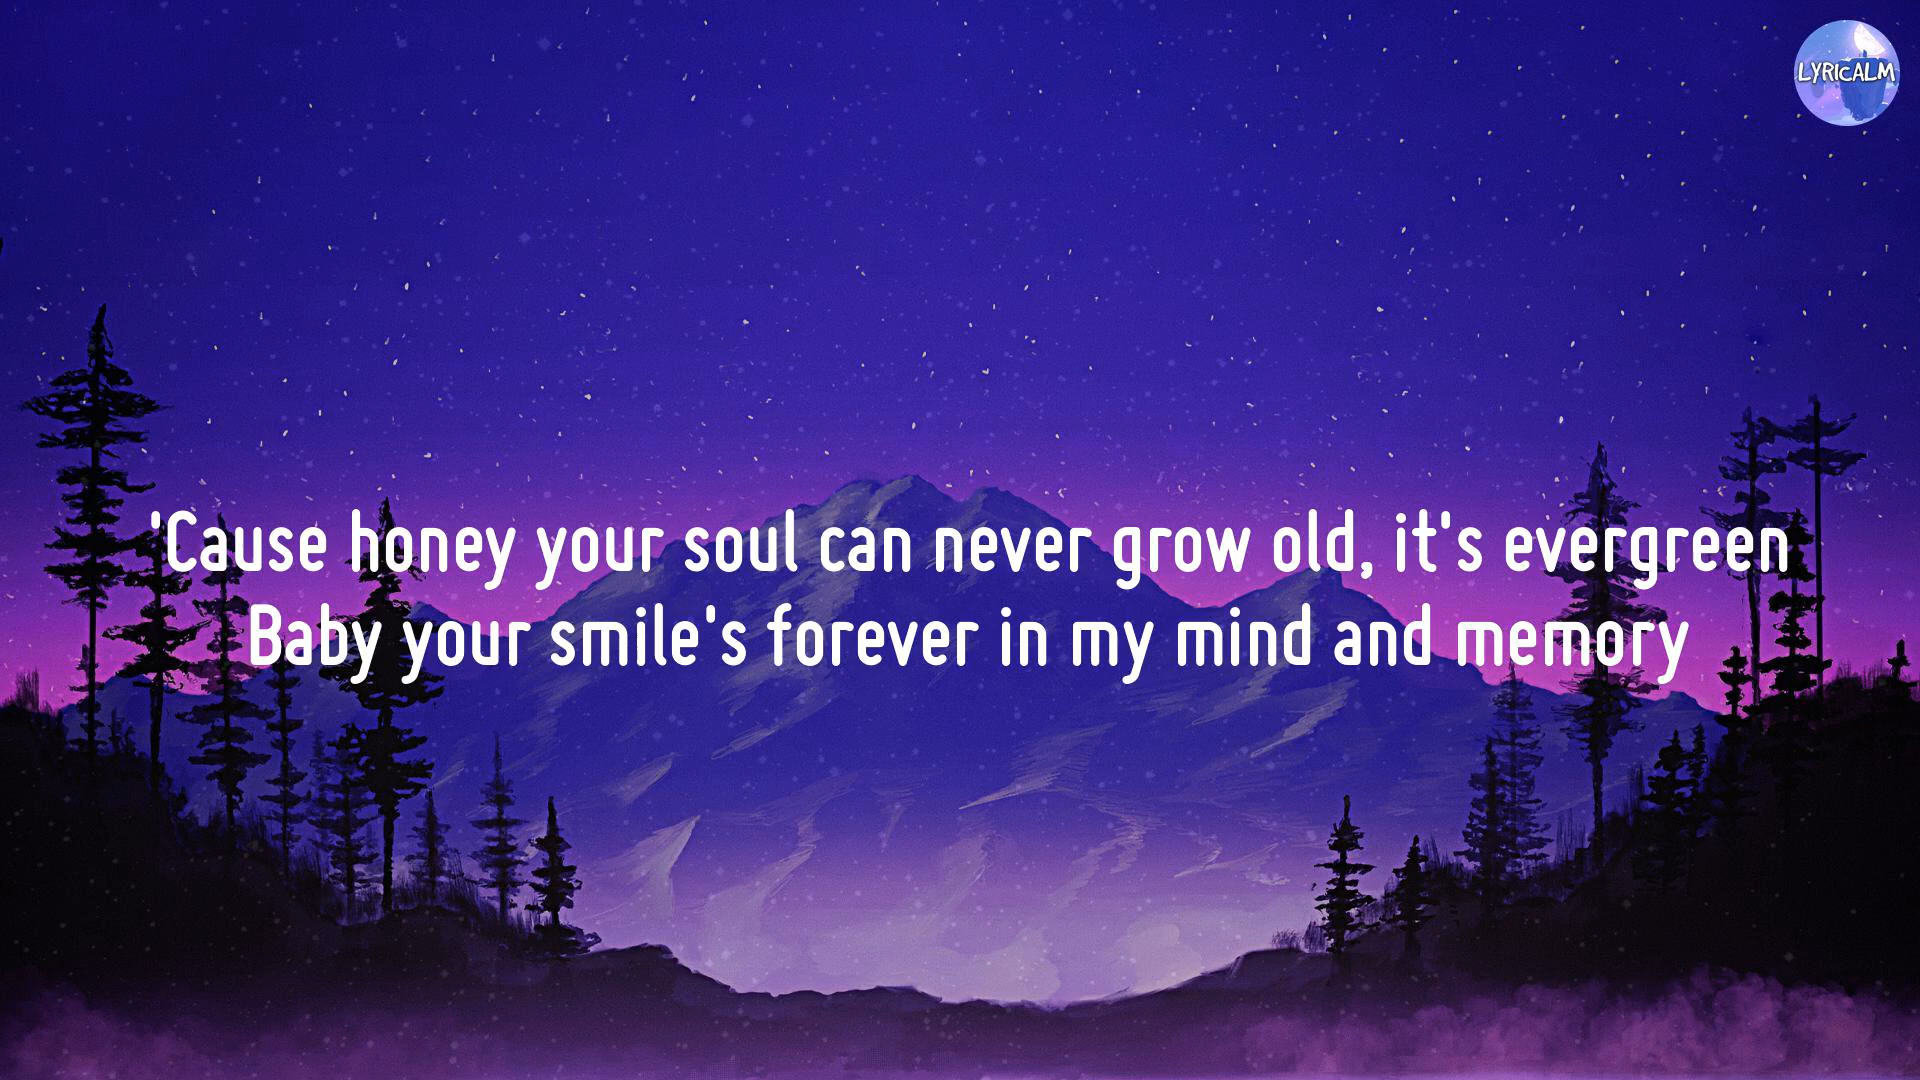 LYRICALM
'Cause honey your soul can never grow old, it's evergreen
Baby your smile's forever in my mind and memory